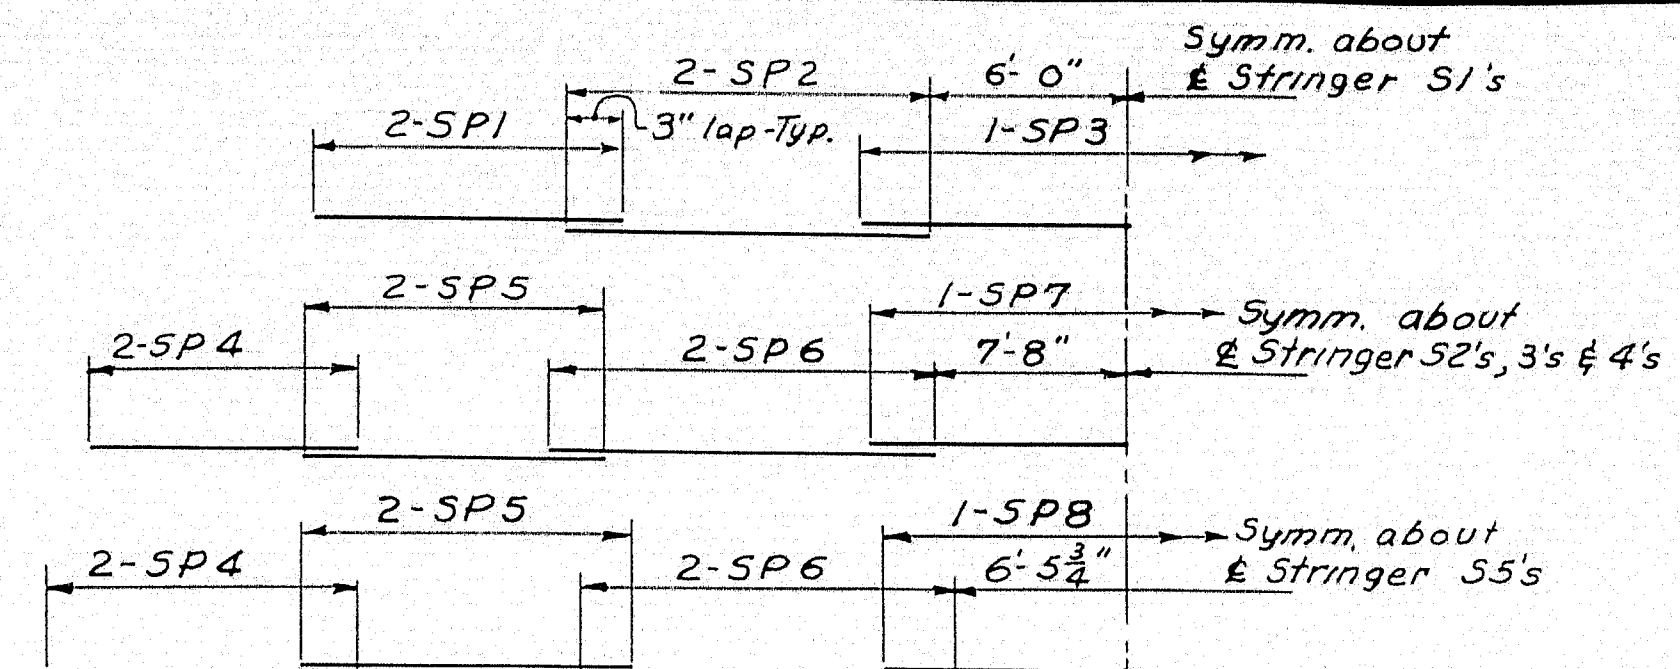 Symm. about
2-SP2 6'-0" ℄ Stringer S1's
2-SP1 3" lap-Typ. 1-SP3
2-SP5 1-SP7 Symm. about
2-SP4 2-SP6 7'-8" ℄ Stringer S2's, 3's & 4's
2-SP5 1-SP8 Symm. about
2-SP4 2-SP6 6'-5 3/4" ℄ Stringer S5's